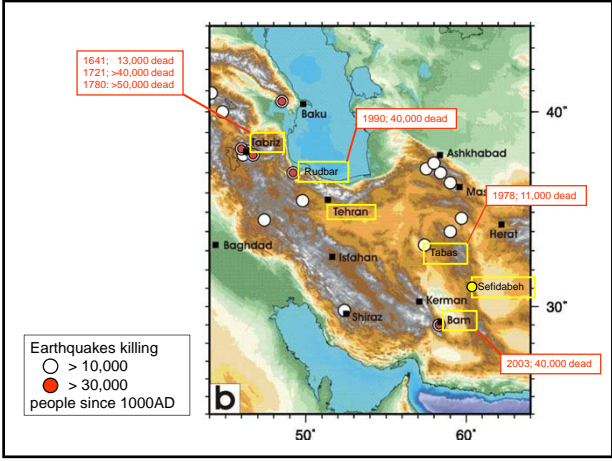 1641; 13,000 dead
1721; >40,000 dead
1780: >50,000 dead
40°
Baku
1990; 40,000 dead
Tabriz
Ashkhabad
Rudbar
Mas
1978; 11,000 dead
Tehran
Herat
Baghdad
Isfahan
Tabas
Sefidabeh
Kerman
30°
Shiraz
Bam
Earthquakes killing
> 10,000
> 30,000
people since 1000AD
2003; 40,000 dead
b
50°
60°